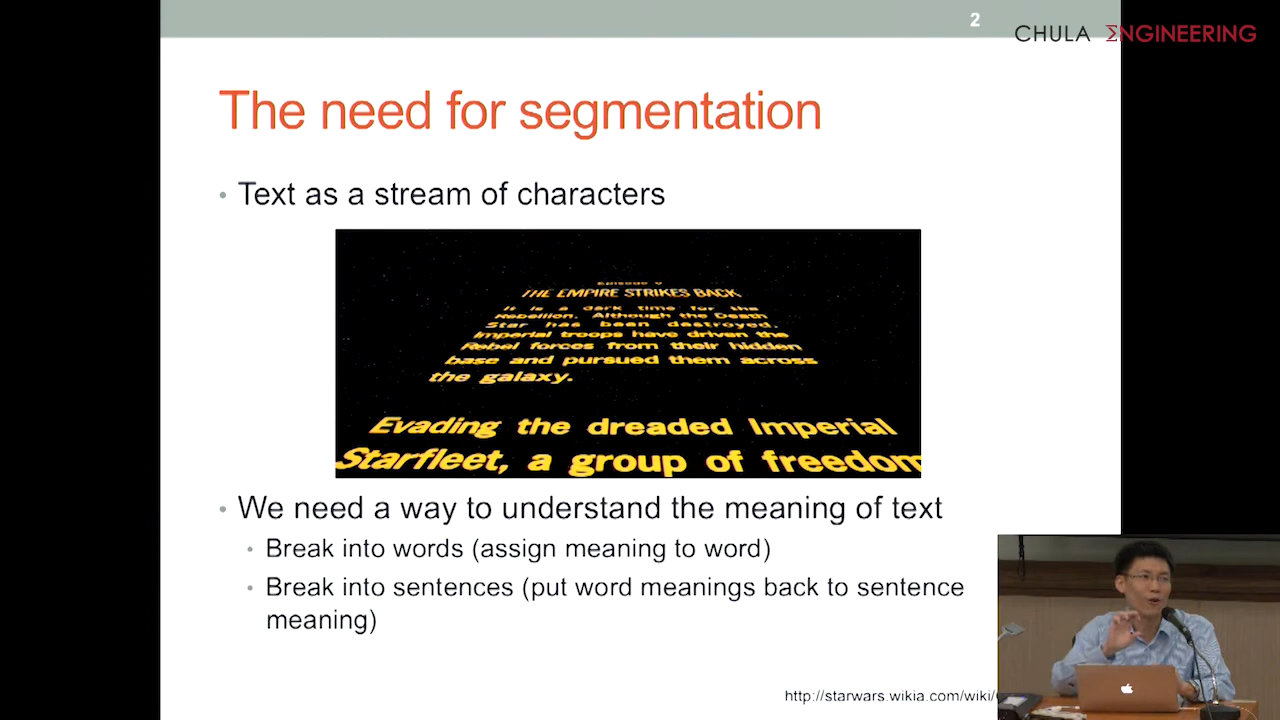 2
CHULA ΣNGINEERING
The need for segmentation
• Text as a stream of characters
Episode V
THE EMPIRE STRIKES BACK
It is a dark time for the
Rebellion. Although the Death
Star has been destroyed,
Imperial troops have driven the
Rebel forces from their hidden
base and pursued them across
the galaxy.
Evading the dreaded Imperial
Starfleet, a group of freedom
• We need a way to understand the meaning of text
• Break into words (assign meaning to word)
• Break into sentences (put word meanings back to sentence
meaning)
http://starwars.wikia.com/wiki/